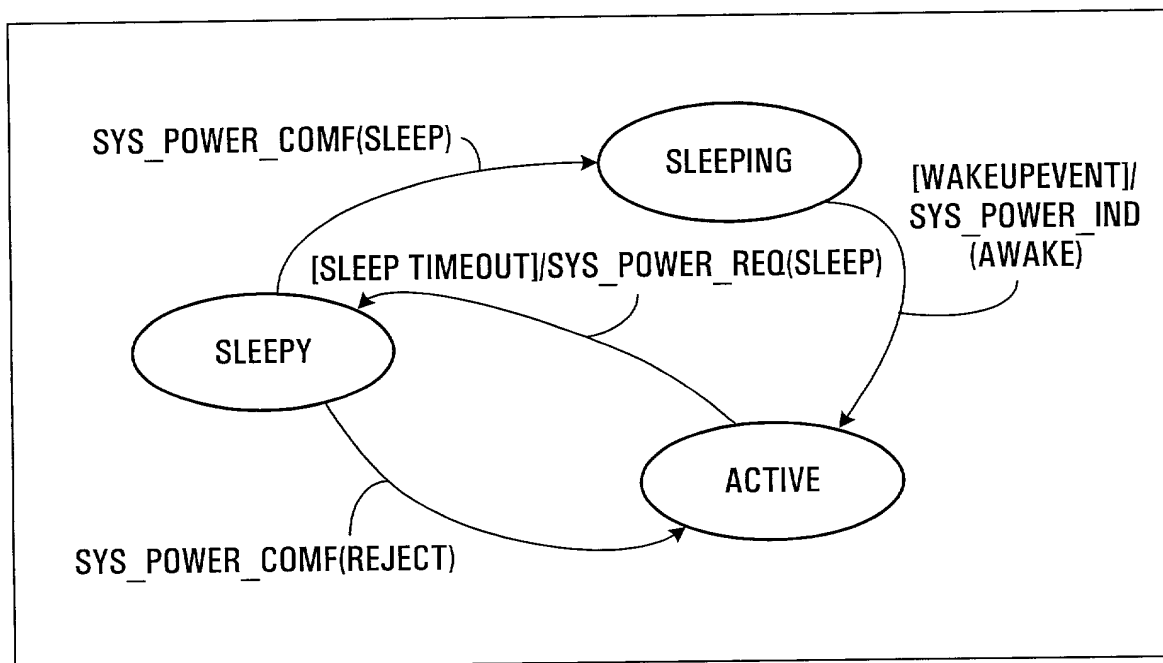 SYS_POWER_COMF(SLEEP)
SLEEPING
[WAKEUPEVENT]/
SYS_POWER_IND
(AWAKE)
[SLEEP TIMEOUT]/SYS_POWER_REQ(SLEEP)
SLEEPY
ACTIVE
SYS_POWER_COMF(REJECT)